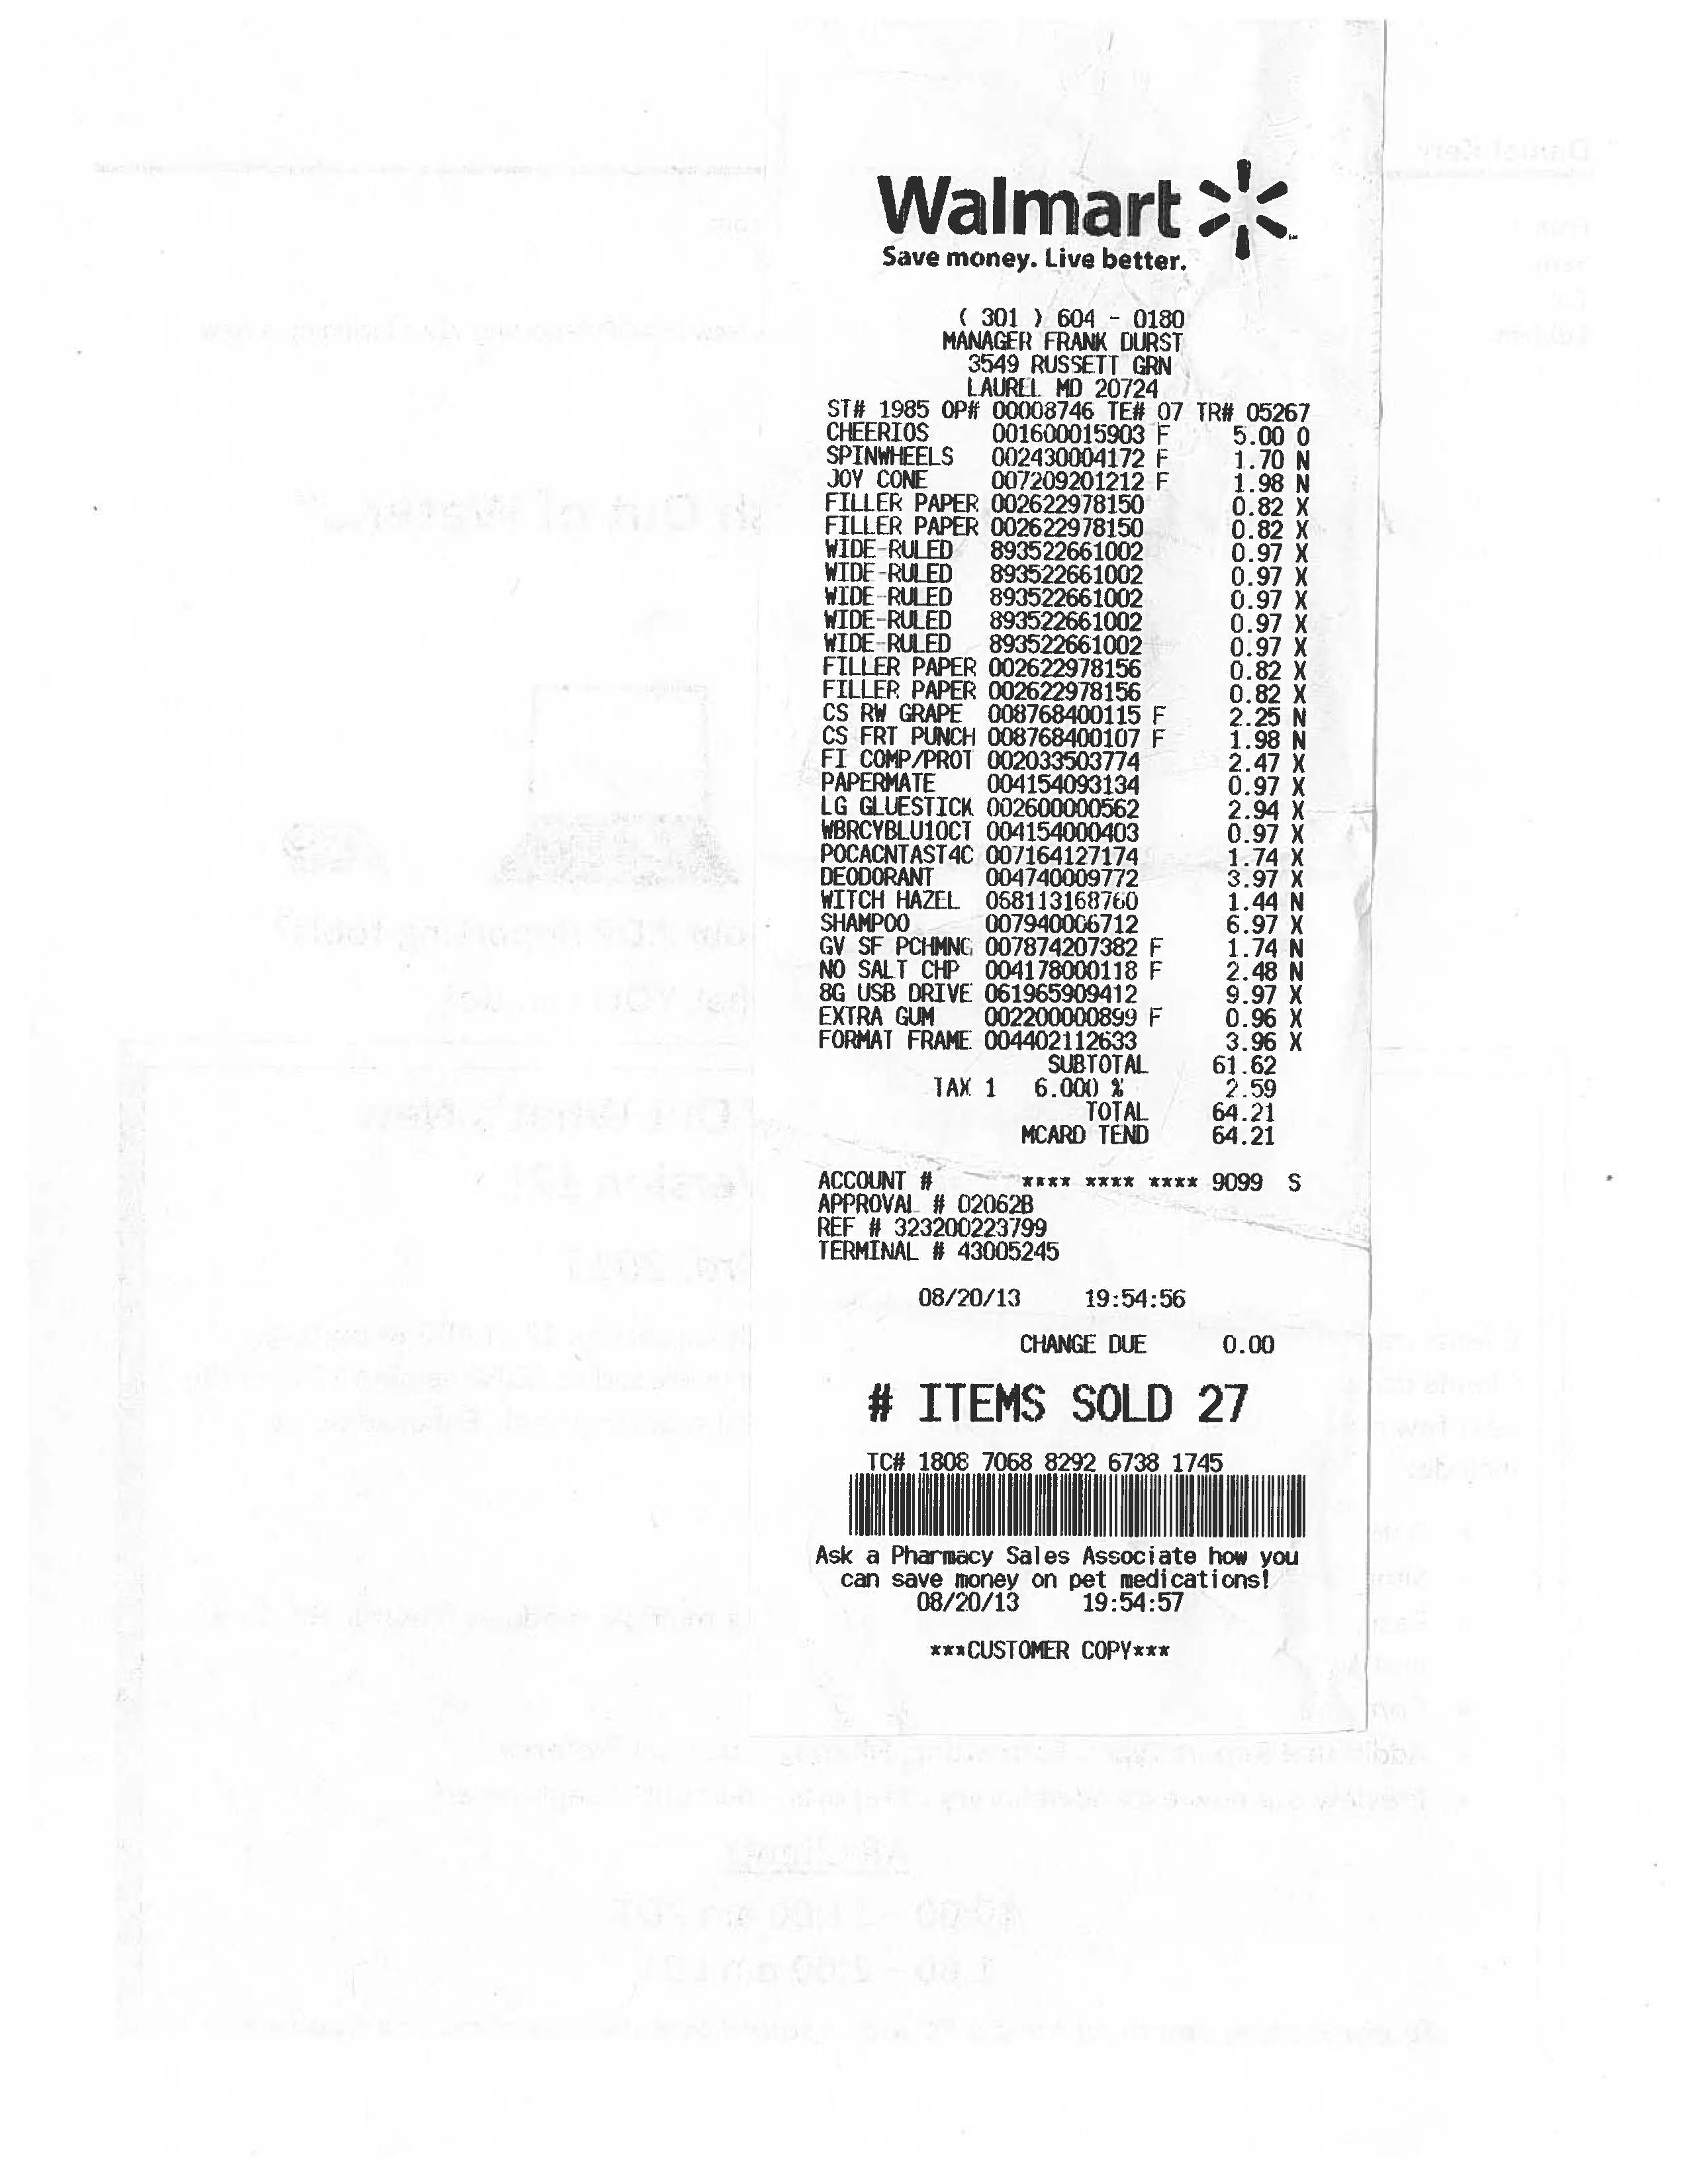 Walmart
Save money. Live better.
( 301 ) 604 - 0180
MANAGER FRANK DURST
3549 RUSSETT GRN
LAUREL MD 20724
ST# 1985 OP# 00008746 TE# 07 TR# 05267
CHEERIOS 001600015903 F 5.00 O
SPINWHEELS 002430004172 F 1.70 N
JOY CONE 007209201212 F 1.98 N
FILLER PAPER 002622978150 0.82 X
FILLER PAPER 002622978150 0.82 X
WIDE-RULED 893522661002 0.97 X
WIDE-RULED 893522661002 0.97 X
WIDE-RULED 893522661002 0.97 X
WIDE-RULED 893522661002 0.97 X
WIDE-RULED 893522661002 0.97 X
FILLER PAPER 002622978156 0.82 X
FILLER PAPER 002622978156 0.82 X
CS RW GRAPE 008768400115 F 2.25 N
CS FRT PUNCH 008768400107 F 1.98 N
FI COMP/PROT 002033503774 2.47 X
PAPERMATE 004154093134 0.97 X
LG GLUESTICK 002600000562 2.94 X
WBRCYBLU10CT 004154000403 0.97 X
POCACNTAST4C 007164127174 1.74 X
DEODORANT 004740009772 3.97 X
WITCH HAZEL 068113168760 1.44 N
SHAMPOO 007940006712 6.97 X
GV SF PCHMNG 007874207382 F 1.74 N
NO SALT CHP 004178000118 F 2.48 N
8G USB DRIVE 061965909412 9.97 X
EXTRA GUM 002200000899 F 0.96 X
FORMAT FRAME 004402112633 3.96 X
SUBTOTAL 61.62
TAX 1 6.000 % 2.59
TOTAL 64.21
MCARD TEND 64.21
ACCOUNT # **** **** **** 9099 S
APPROVAL # 02062B
REF # 323200223799
TERMINAL # 43005245
08/20/13 19:54:56
CHANGE DUE 0.00
# ITEMS SOLD 27
TC# 1808 7068 8292 6738 1745
Ask a Pharmacy Sales Associate how you
can save money on pet medications!
08/20/13 19:54:57
***CUSTOMER COPY***